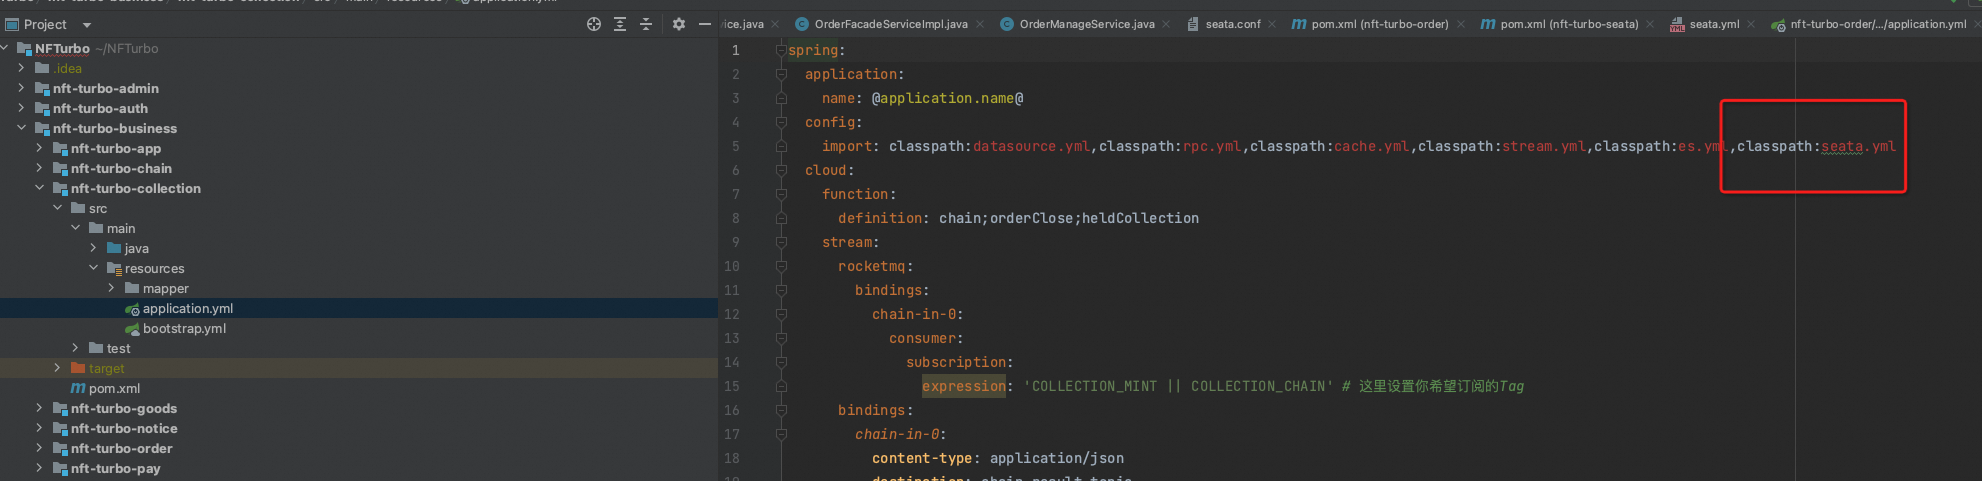 Project
NFTurbo ~/NFTurbo
.idea
nft-turbo-admin
nft-turbo-auth
nft-turbo-business
nft-turbo-app
nft-turbo-chain
nft-turbo-collection
src
main
java
resources
mapper
application.yml
bootstrap.yml
test
target
pom.xml
nft-turbo-goods
nft-turbo-notice
nft-turbo-order
nft-turbo-pay
OrderFacadeServiceImpl.java OrderManageService.java seata.conf pom.xml (nft-turbo-order) pom.xml (nft-turbo-seata) seata.yml nft-turbo-order/.../application.yml
1 spring:
2 application:
3 name: @application.name@
4 config:
5 import: classpath:datasource.yml,classpath:rpc.yml,classpath:cache.yml,classpath:stream.yml,classpath:es.yml,classpath:seata.yml
6 cloud:
7 function:
8 definition: chain;orderClose;heldCollection
9 stream:
10 rocketmq:
11 bindings:
12 chain-in-0:
13 consumer:
14 subscription:
15 expression: 'COLLECTION_MINT || COLLECTION_CHAIN' # 这里设置你希望订阅的Tag
16 bindings:
17 chain-in-0:
18 content-type: application/json